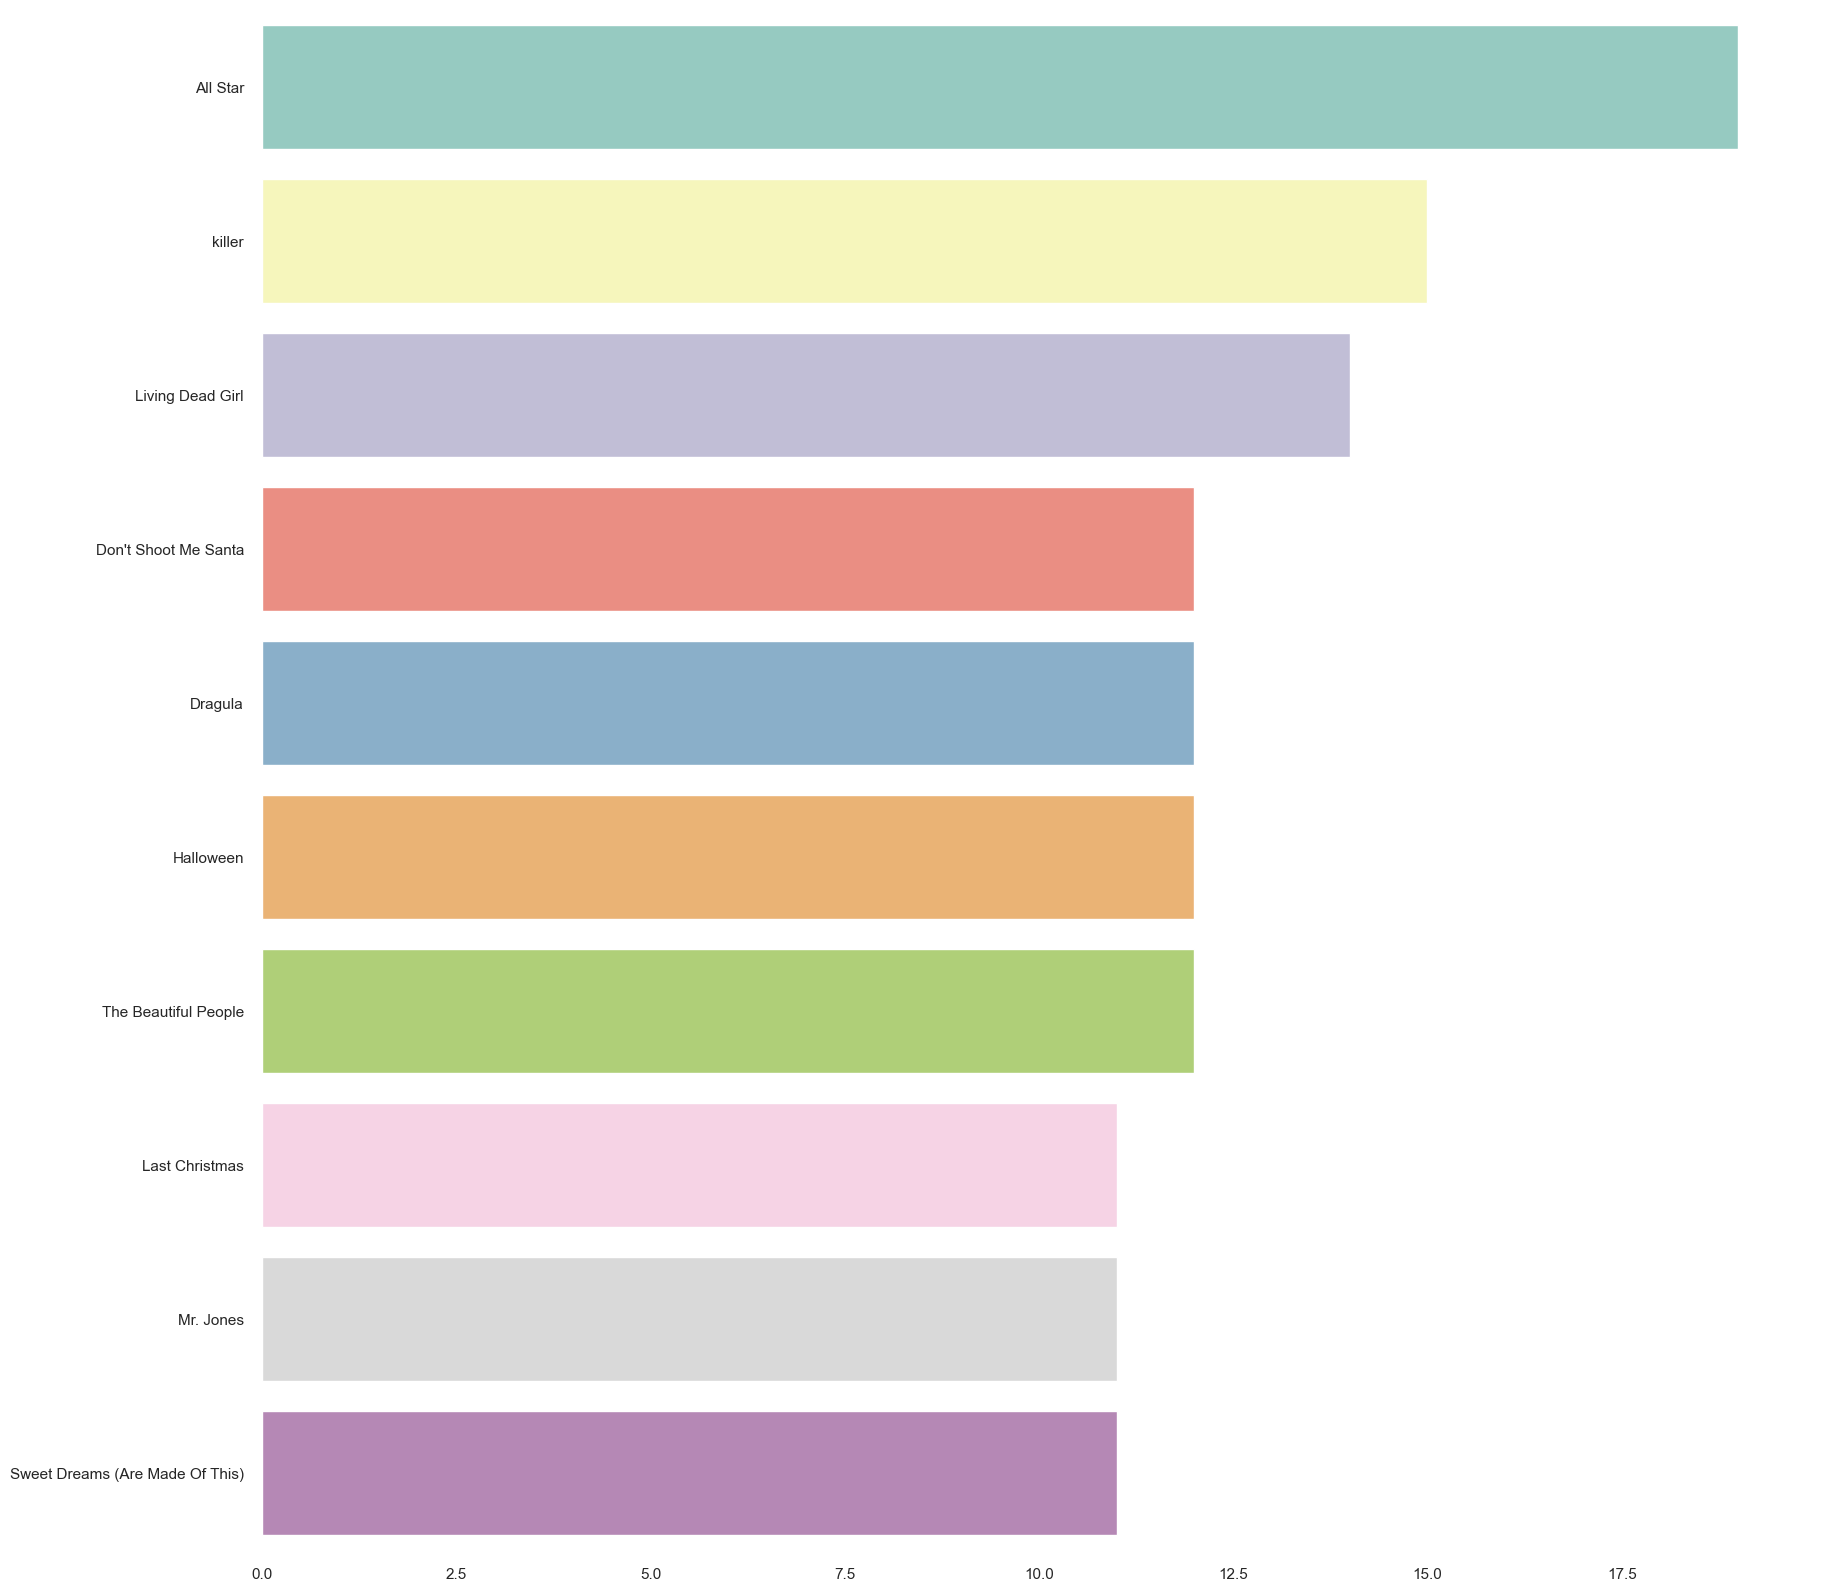 All Star
killer
Living Dead Girl
Don't Shoot Me Santa
Dragula
Halloween
The Beautiful People
Last Christmas
Mr. Jones
Sweet Dreams (Are Made Of This)
0.0 2.5 5.0 7.5 10.0 12.5 15.0 17.5